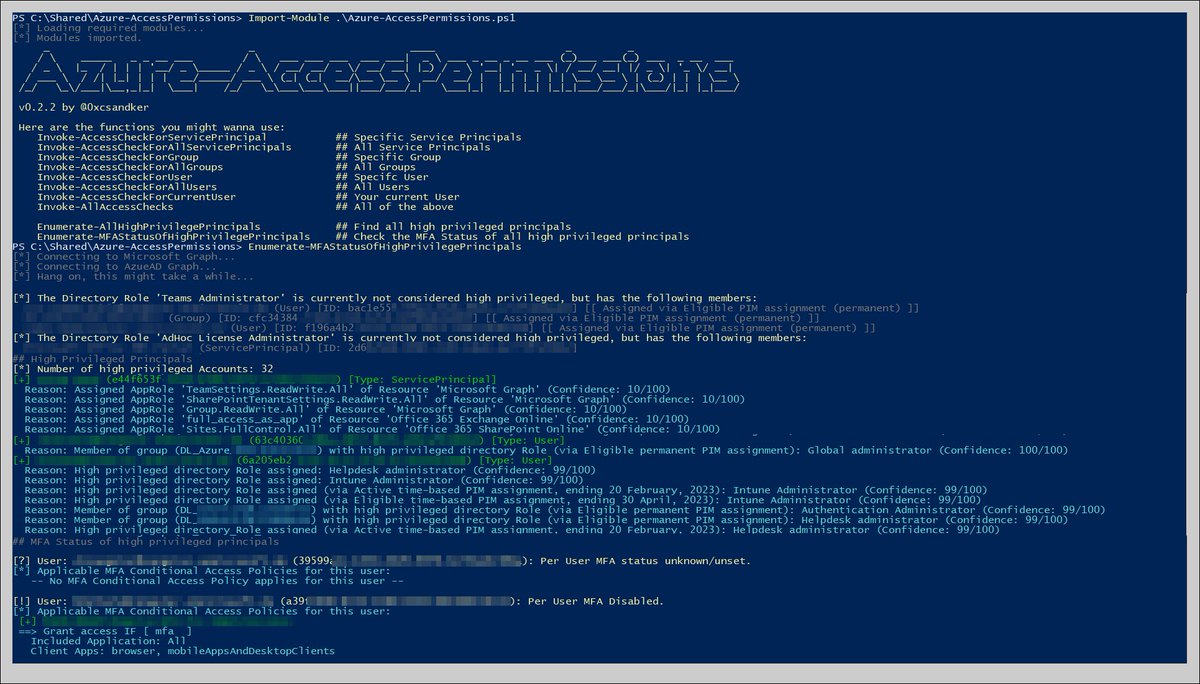 PS C:\Shared\Azure-AccessPermissions> Import-Module .\Azure-AccessPermissions.ps1
[*] Loading required modules...
[*] Modules imported.
Azure-AccessPermissions
v0.2.2 by @0xcsandker
Here are the functions you might wanna use:
Invoke-AccessCheckForServicePrincipal ## Specific Service Principals
Invoke-AccessCheckForAllServicePrincipals ## All Service Principals
Invoke-AccessCheckForGroup ## Specific Group
Invoke-AccessCheckForAllGroups ## All Groups
Invoke-AccessCheckForUser ## Specifc User
Invoke-AccessCheckForAllUsers ## All Users
Invoke-AccessCheckForCurrentUser ## Your current User
Invoke-AllAccessChecks ## All of the above
Enumerate-AllHighPrivilegePrincipals ## Find all high privileged principals
Enumerate-MFAStatusOfHighPrivilegePrincipals ## Check the MFA Status of all high privileged principals
PS C:\Shared\Azure-AccessPermissions> Enumerate-MFAStatusOfHighPrivilegePrincipals
[*] Connecting to Microsoft Graph...
[*] Connecting to AzueAD Graph...
[*] Hang on, this might take a while...
[*] The Directory Role 'Teams Administrator' is currently not considered high privileged, but has the following members:
(User) [ID: bac1e55 ] [[ Assigned via Eligible PIM assignment (permanent) ]]
(Group) [ID: cfc34384 ] [[ Assigned via Eligible PIM assignment (permanent) ]]
(User) [ID: f196a4b2 ] [[ Assigned via Eligible PIM assignment (permanent) ]]
[*] The Directory Role 'AdHoc License Administrator' is currently not considered high privileged, but has the following members:
(ServicePrincipal) [ID: 2d6 ]
## High Privileged Principals
[*] Number of high privileged Accounts: 32
[+] (e44f653f ) [Type: ServicePrincipal]
Reason: Assigned AppRole 'TeamSettings.ReadWrite.All' of Resource 'Microsoft Graph' (Confidence: 10/100)
Reason: Assigned AppRole 'SharePointTenantSettings.ReadWrite.All' of Resource 'Microsoft Graph' (Confidence: 10/100)
Reason: Assigned AppRole 'Group.ReadWrite.All' of Resource 'Microsoft Graph' (Confidence: 10/100)
Reason: Assigned AppRole 'full_access_as_app' of Resource 'Office 365 Exchange Online' (Confidence: 10/100)
Reason: Assigned AppRole 'Sites.FullControl.All' of Resource 'Office 365 SharePoint Online' (Confidence: 10/100)
[+] (63c4036c ) [Type: User]
Reason: Member of group (DL_Azure ) with high privileged directory Role (via Eligible permanent PIM assignment): Global administrator (Confidence: 100/100)
[+] (6a205eb2 ) [Type: User]
Reason: High privileged directory Role assigned: Helpdesk administrator (Confidence: 99/100)
Reason: High privileged directory Role assigned: Intune Administrator (Confidence: 99/100)
Reason: High privileged directory Role assigned (via Active time-based PIM assignment, ending 20 February, 2023): Intune Administrator (Confidence: 99/100)
Reason: High privileged directory Role assigned (via Eligible time-based PIM assignment, ending 30 April, 2023): Intune Administrator (Confidence: 99/100)
Reason: Member of group (DL_ ) with high privileged directory Role (via Eligible permanent PIM assignment): Authentication Administrator (Confidence: 99/100)
Reason: Member of group (DL_ ) with high privileged directory Role (via Eligible permanent PIM assignment): Helpdesk administrator (Confidence: 99/100)
Reason: High privileged directory Role assigned (via Active time-based PIM assignment, ending 20 February, 2023): Helpdesk administrator (Confidence: 99/100)
## MFA Status of high privileged principals
[?] User: (39599a ): Per User MFA status unknown/unset.
[*] Applicable MFA Conditional Access Policies for this user:
-- No MFA Conditional Access Policy applies for this user --
[!] User: (a39 ): Per User MFA Disabled.
[*] Applicable MFA Conditional Access Policies for this user:
[+]
==> Grant access IF [ mfa ]
Included Application: All
Client Apps: browser, mobileAppsAndDesktopClients